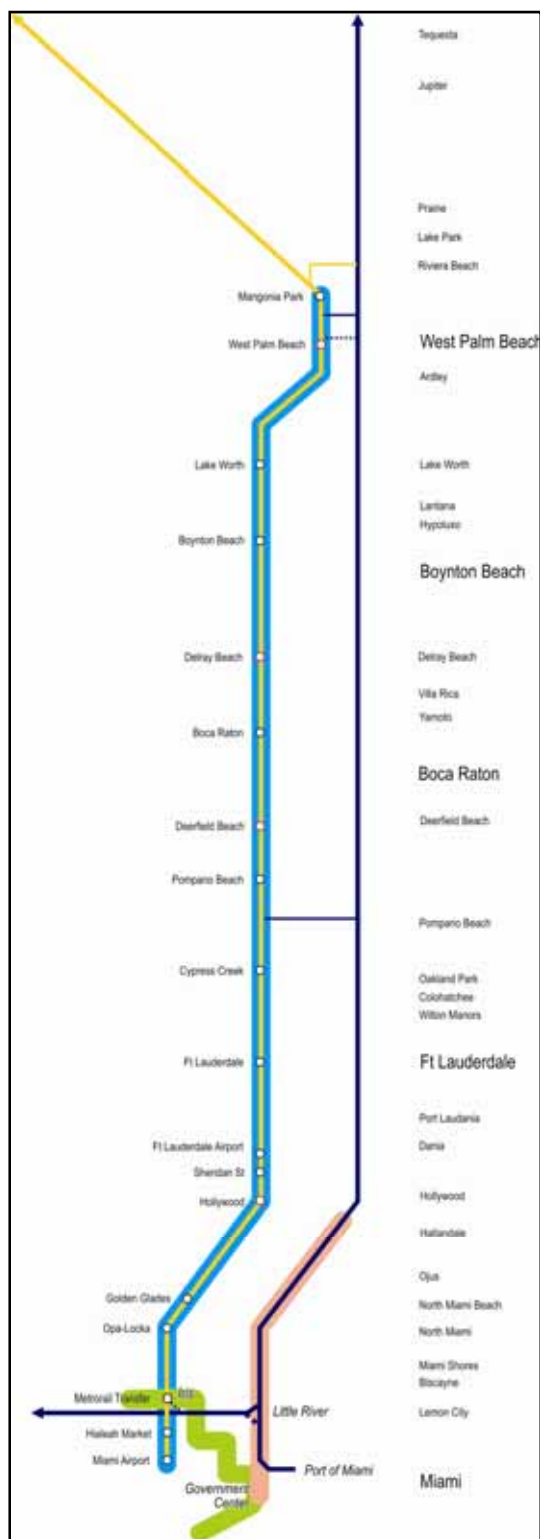 Tequesta
Jupiter
Prairie
Lake Park
Riviera Beach
Mangonia Park
West Palm Beach
West Palm Beach
Ardley
Lake Worth
Lake Worth
Lantana
Hypoluxo
Boynton Beach
Boynton Beach
Delray Beach
Delray Beach
Villa Rica
Yamoto
Boca Raton
Boca Raton
Deerfield Beach
Deerfield Beach
Pompano Beach
Pompano Beach
Cypress Creek
Oakland Park
Colohatchee
Wilton Manors
Ft Lauderdale
Ft Lauderdale
Port Laudania
Ft Lauderdale Airport
Dania
Sheridan St
Hollywood
Hollywood
Hallandale
Ojus
Golden Glades
North Miami Beach
Opa-Locka
North Miami
Miami Shores
Biscayne
Metrorail Transfer
Little River
Lemon City
Hialeah Market
Miami Airport
Port of Miami
Government
Center
Miami